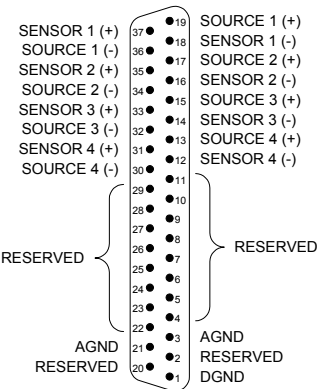 SENSOR 1 (+) 37 19 SOURCE 1 (+)
SOURCE 1 (-) 36 18 SENSOR 1 (-)
SENSOR 2 (+) 35 17 SOURCE 2 (+)
SOURCE 2 (-) 34 16 SENSOR 2 (-)
SENSOR 3 (+) 33 15 SOURCE 3 (+)
SOURCE 3 (-) 32 14 SENSOR 3 (-)
SENSOR 4 (+) 31 13 SOURCE 4 (+)
SOURCE 4 (-) 30 12 SENSOR 4 (-)
29 11
28 10
27 9
26 8
RESERVED 25 7 RESERVED
24 6
23 5
22 4
AGND 21 3 AGND
RESERVED 20 2 RESERVED
1 DGND